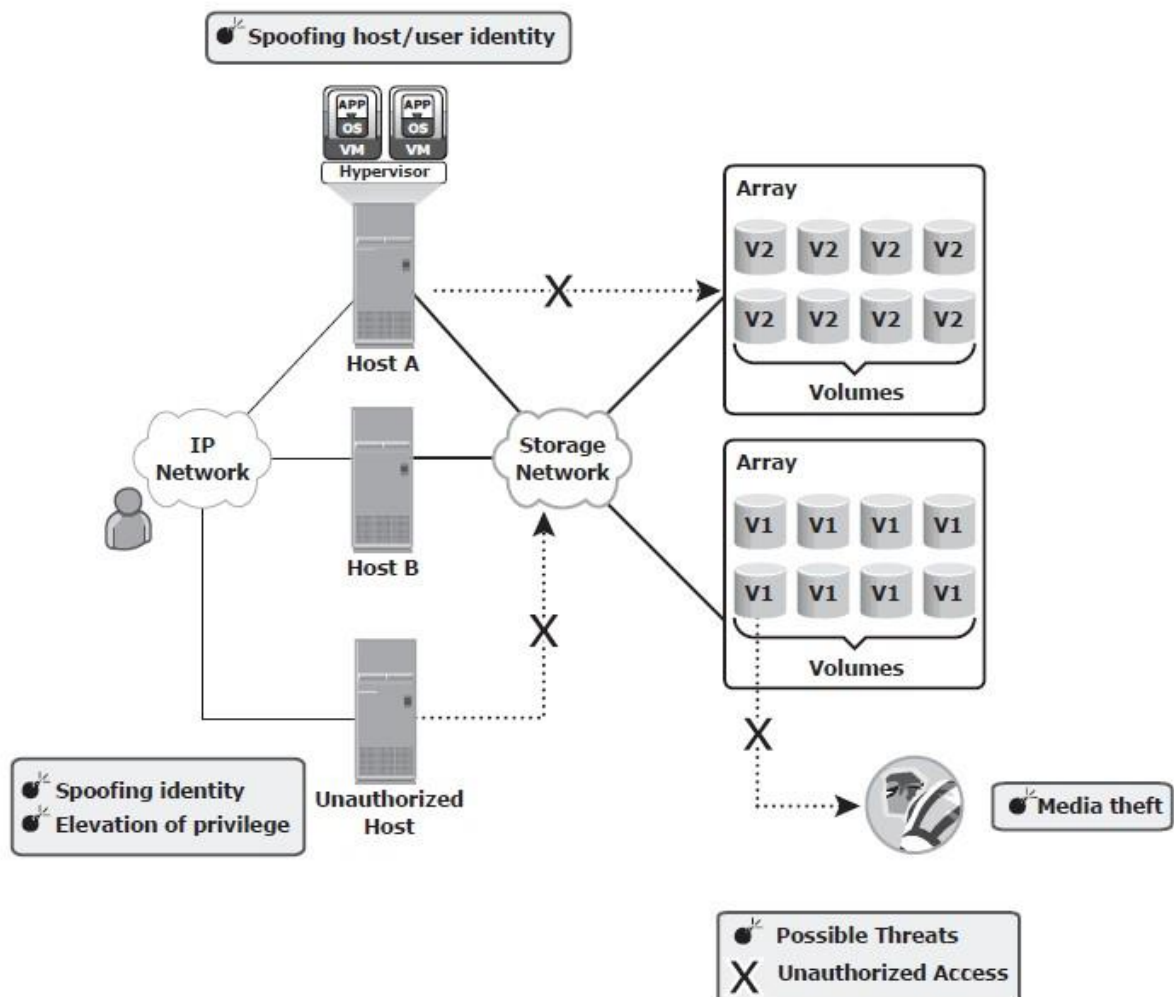 Spoofing host/user identity
APP APP
OS OS
VM VM
Hypervisor
Host A
Array
V2 V2 V2 V2
V2 V2 V2 V2
Volumes
IP
Network
Host B
Storage
Network
Array
V1 V1 V1 V1
V1 V1 V1 V1
Volumes
X
X
X
Spoofing identity
Elevation of privilege
Unauthorized
Host
Media theft
Possible Threats
X Unauthorized Access